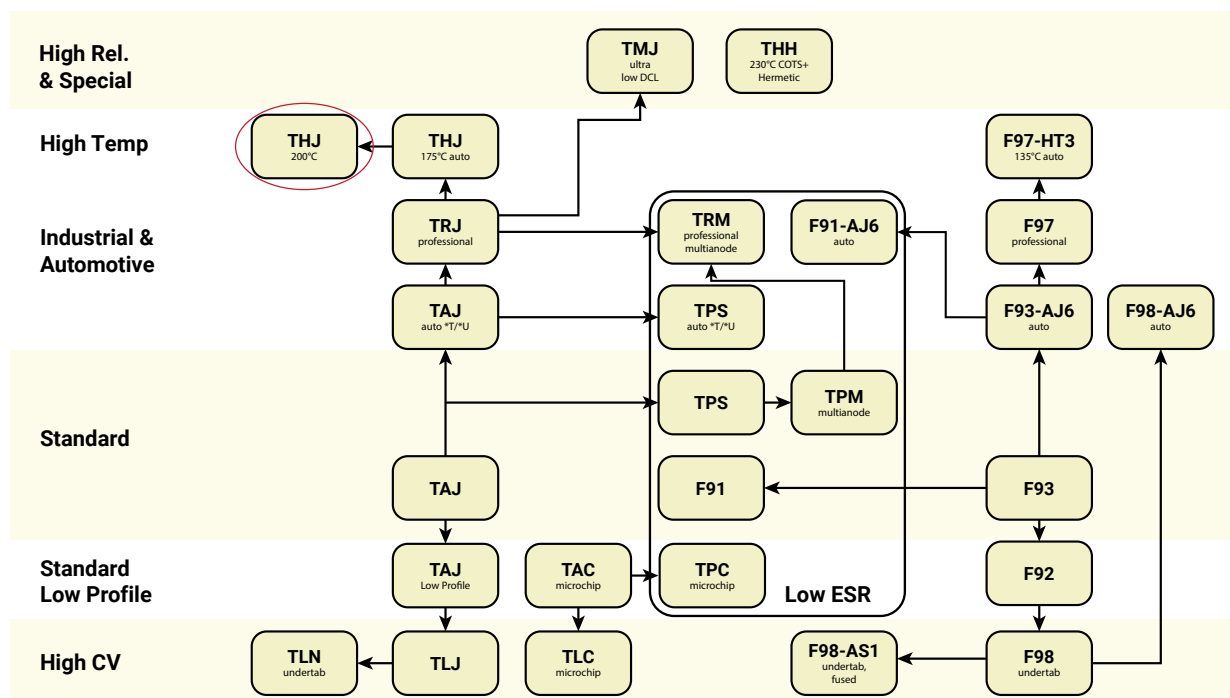 High Rel.
& Special
TMJ
ultra
low DCL
THH
230°C COTS+
Hermetic
High Temp
THJ
200°C
THJ
175°C auto
F97-HT3
135°C auto
Industrial &
Automotive
TRJ
professional
TRM
professional
multianode
F91-AJ6
auto
F97
professional
TAJ
auto *T/*U
TPS
auto *T/*U
F93-AJ6
auto
F98-AJ6
auto
Standard
TPS
TPM
multianode
TAJ
F91
F93
Standard
Low Profile
TAJ
Low Profile
TAC
microchip
TPC
microchip
Low ESR
F92
High CV
TLN
undertab
TLJ
TLC
microchip
F98-AS1
undertab,
fused
F98
undertab